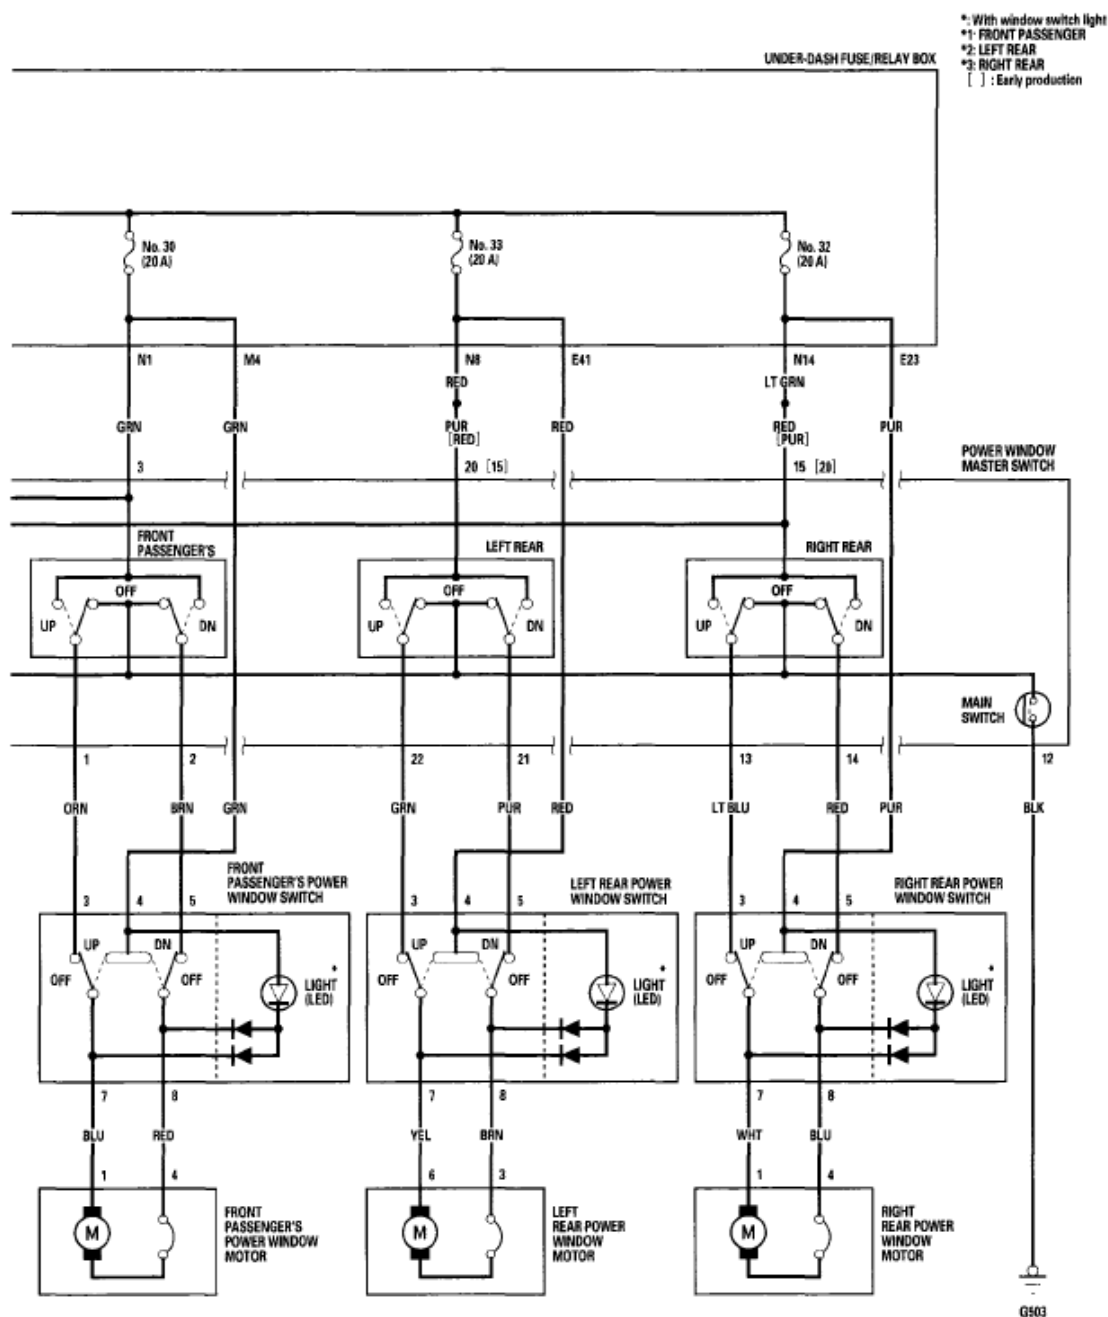 *: With window switch light
*1: FRONT PASSENGER
*2: LEFT REAR
*3: RIGHT REAR
[ ] : Early production
UNDER-DASH FUSE/RELAY BOX
No. 30
(20 A)
No. 33
(20 A)
No. 32
(20 A)
N1 M4 N8 E41 N14 E23
RED LT GRN
GRN GRN PUR RED RED PUR
[RED] [PUR]
POWER WINDOW
MASTER SWITCH
3 20 [15] 15 [20]
FRONT
PASSENGER'S
LEFT REAR
RIGHT REAR
OFF OFF OFF
UP DN UP DN UP DN
MAIN
SWITCH
1 2 22 21 13 14 12
ORN BRN GRN GRN PUR RED LT BLU RED PUR BLK
FRONT
PASSENGER'S POWER
WINDOW SWITCH
LEFT REAR POWER
WINDOW SWITCH
RIGHT REAR POWER
WINDOW SWITCH
3 4 5 3 4 5 3 4 5
UP DN UP DN UP DN
OFF OFF OFF OFF OFF OFF
*
LIGHT
(LED)
*
LIGHT
(LED)
*
LIGHT
(LED)
7 8 7 8 7 8
BLU RED YEL BRN WHT BLU
1 4 6 3 1 4
M M M
FRONT
PASSENGER'S
POWER WINDOW
MOTOR
LEFT
REAR POWER
WINDOW
MOTOR
RIGHT
REAR POWER
WINDOW
MOTOR
G503